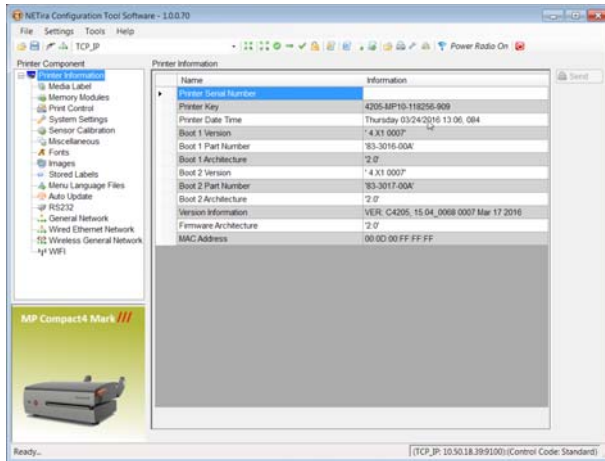 NETira Configuration Tool Software - 1.0.0.70
File Settings Tools Help
TCP_IP
Power Radio On
Printer Component
Printer Information
Send
Printer Information
Media Label
Memory Modules
Print Control
System Settings
Sensor Calibration
Miscellaneous
Fonts
Images
Stored Labels
Menu Language Files
Auto Update
RS232
General Network
Wired Ethernet Network
Wireless General Network
WIFI
Name Information
Printer Serial Number
Printer Key 4205-MP10-118256-909
Printer Date Time Thursday 03/24/2016 13:06, 084
Boot 1 Version ' 4.X1 0007'
Boot 1 Part Number '83-3016-00A'
Boot 1 Architecture '2.0'
Boot 2 Version ' 4.X1 0007'
Boot 2 Part Number '83-3017-00A'
Boot 2 Architecture '2.0'
Version Information VER: C4205, 15.04_0068 0007 Mar 17 2016
Firmware Architecture '2.0'
MAC Address 00:0D:00:FF:FF:FF
MP Compact4 Mark ///
Ready...
(TCP_IP: 10.50.18.39:9100):(Control Code: Standard)